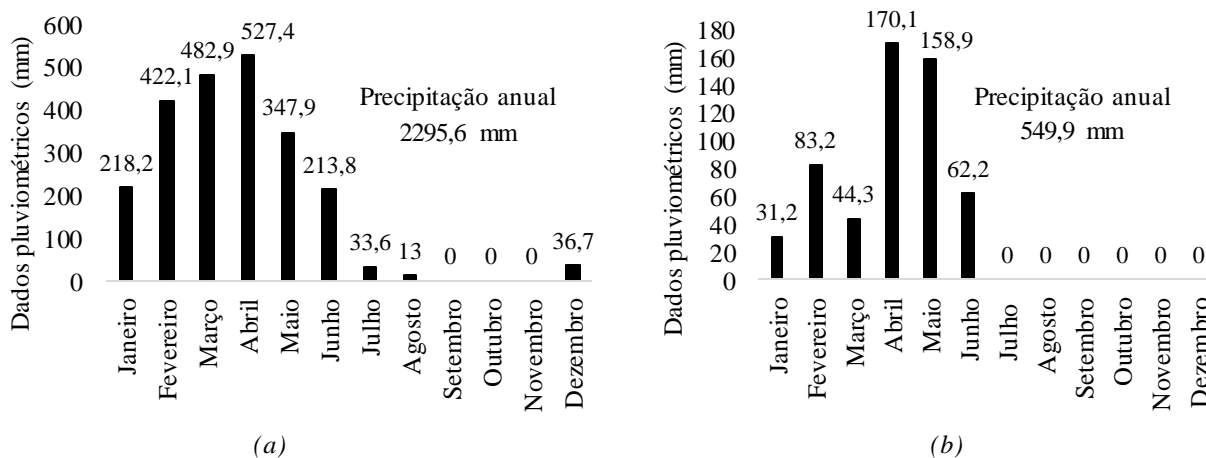 Dados pluviométricos (mm)
600
500
400
300
200
100
0
218,2
422,1
482,9
527,4
347,9
213,8
33,6
13
0
0
0
36,7
Precipitação anual
2295,6 mm
Janeiro
Fevereiro
Março
Abril
Maio
Junho
Julho
Agosto
Setembro
Outubro
Novembro
Dezembro
(a)
Dados pluviométricos (mm)
180
160
140
120
100
80
60
40
20
0
31,2
83,2
44,3
170,1
158,9
62,2
0
0
0
0
0
0
Precipitação anual
549,9 mm
Janeiro
Fevereiro
Março
Abril
Maio
Junho
Julho
Agosto
Setembro
Outubro
Novembro
Dezembro
(b)